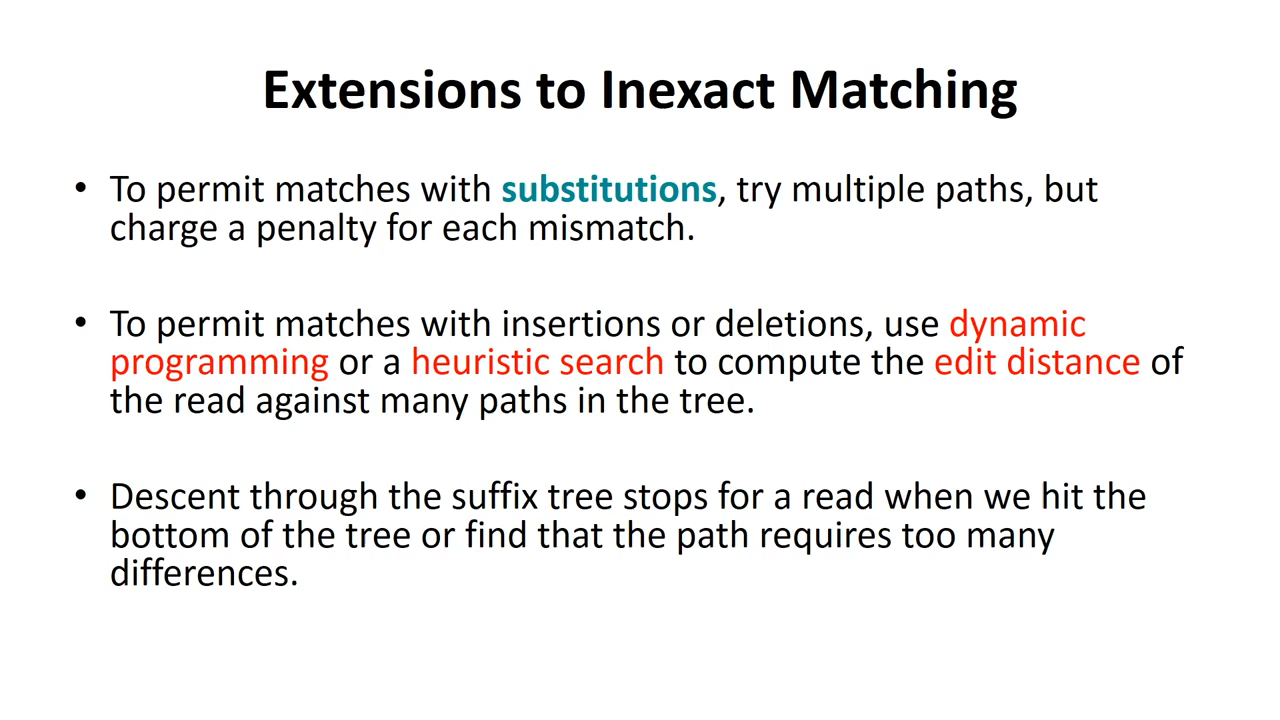 Extensions to Inexact Matching
• To permit matches with substitutions, try multiple paths, but
charge a penalty for each mismatch.
• To permit matches with insertions or deletions, use dynamic
programming or a heuristic search to compute the edit distance of
the read against many paths in the tree.
• Descent through the suffix tree stops for a read when we hit the
bottom of the tree or find that the path requires too many
differences.